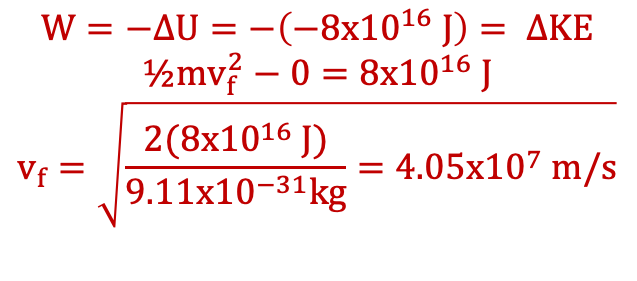 W = −ΔU = −(−8x10¹⁶ J) = ΔKE
½mv_f² − 0 = 8x10¹⁶ J
v_f = √(2(8x10¹⁶ J) / 9.11x10⁻³¹kg) = 4.05x10⁷ m/s